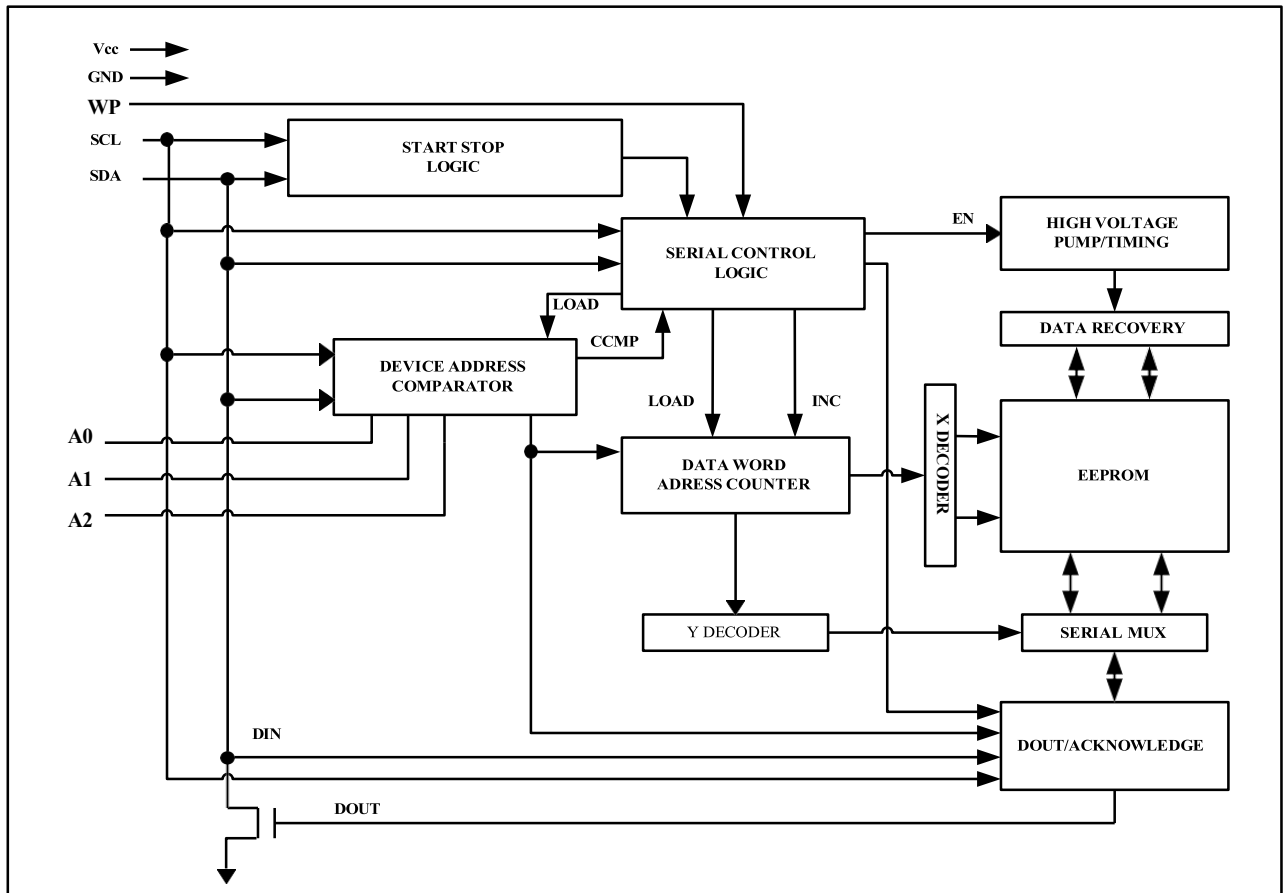 Vcc
GND
WP
SCL
SDA
START STOP
LOGIC
EN
HIGH VOLTAGE
PUMP/TIMING
SERIAL CONTROL
LOGIC
LOAD
CCMP
DATA RECOVERY
DEVICE ADDRESS
COMPARATOR
LOAD
INC
A0
A1
A2
DATA WORD
ADRESS COUNTER
X DECODER
EEPROM
Y DECODER
SERIAL MUX
DIN
DOUT/ACKNOWLEDGE
DOUT